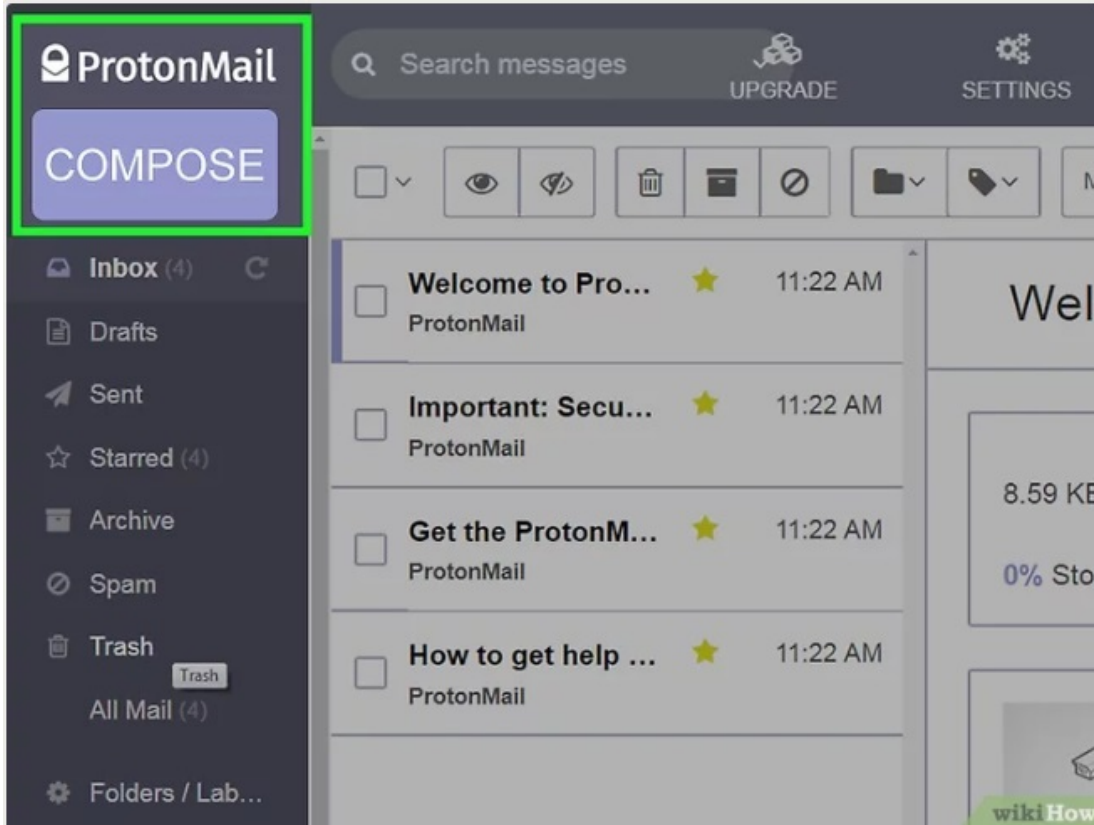 ProtonMail
COMPOSE
Search messages
UPGRADE
SETTINGS
Inbox (4)
Drafts
Sent
Starred (4)
Archive
Spam
Trash
Trash
All Mail (4)
Folders / Lab...
M
Welcome to Pro... 11:22 AM
ProtonMail
Important: Secu... 11:22 AM
ProtonMail
Get the ProtonM... 11:22 AM
ProtonMail
How to get help ... 11:22 AM
ProtonMail
Wel
8.59 KB
0% Sto
wikiHow